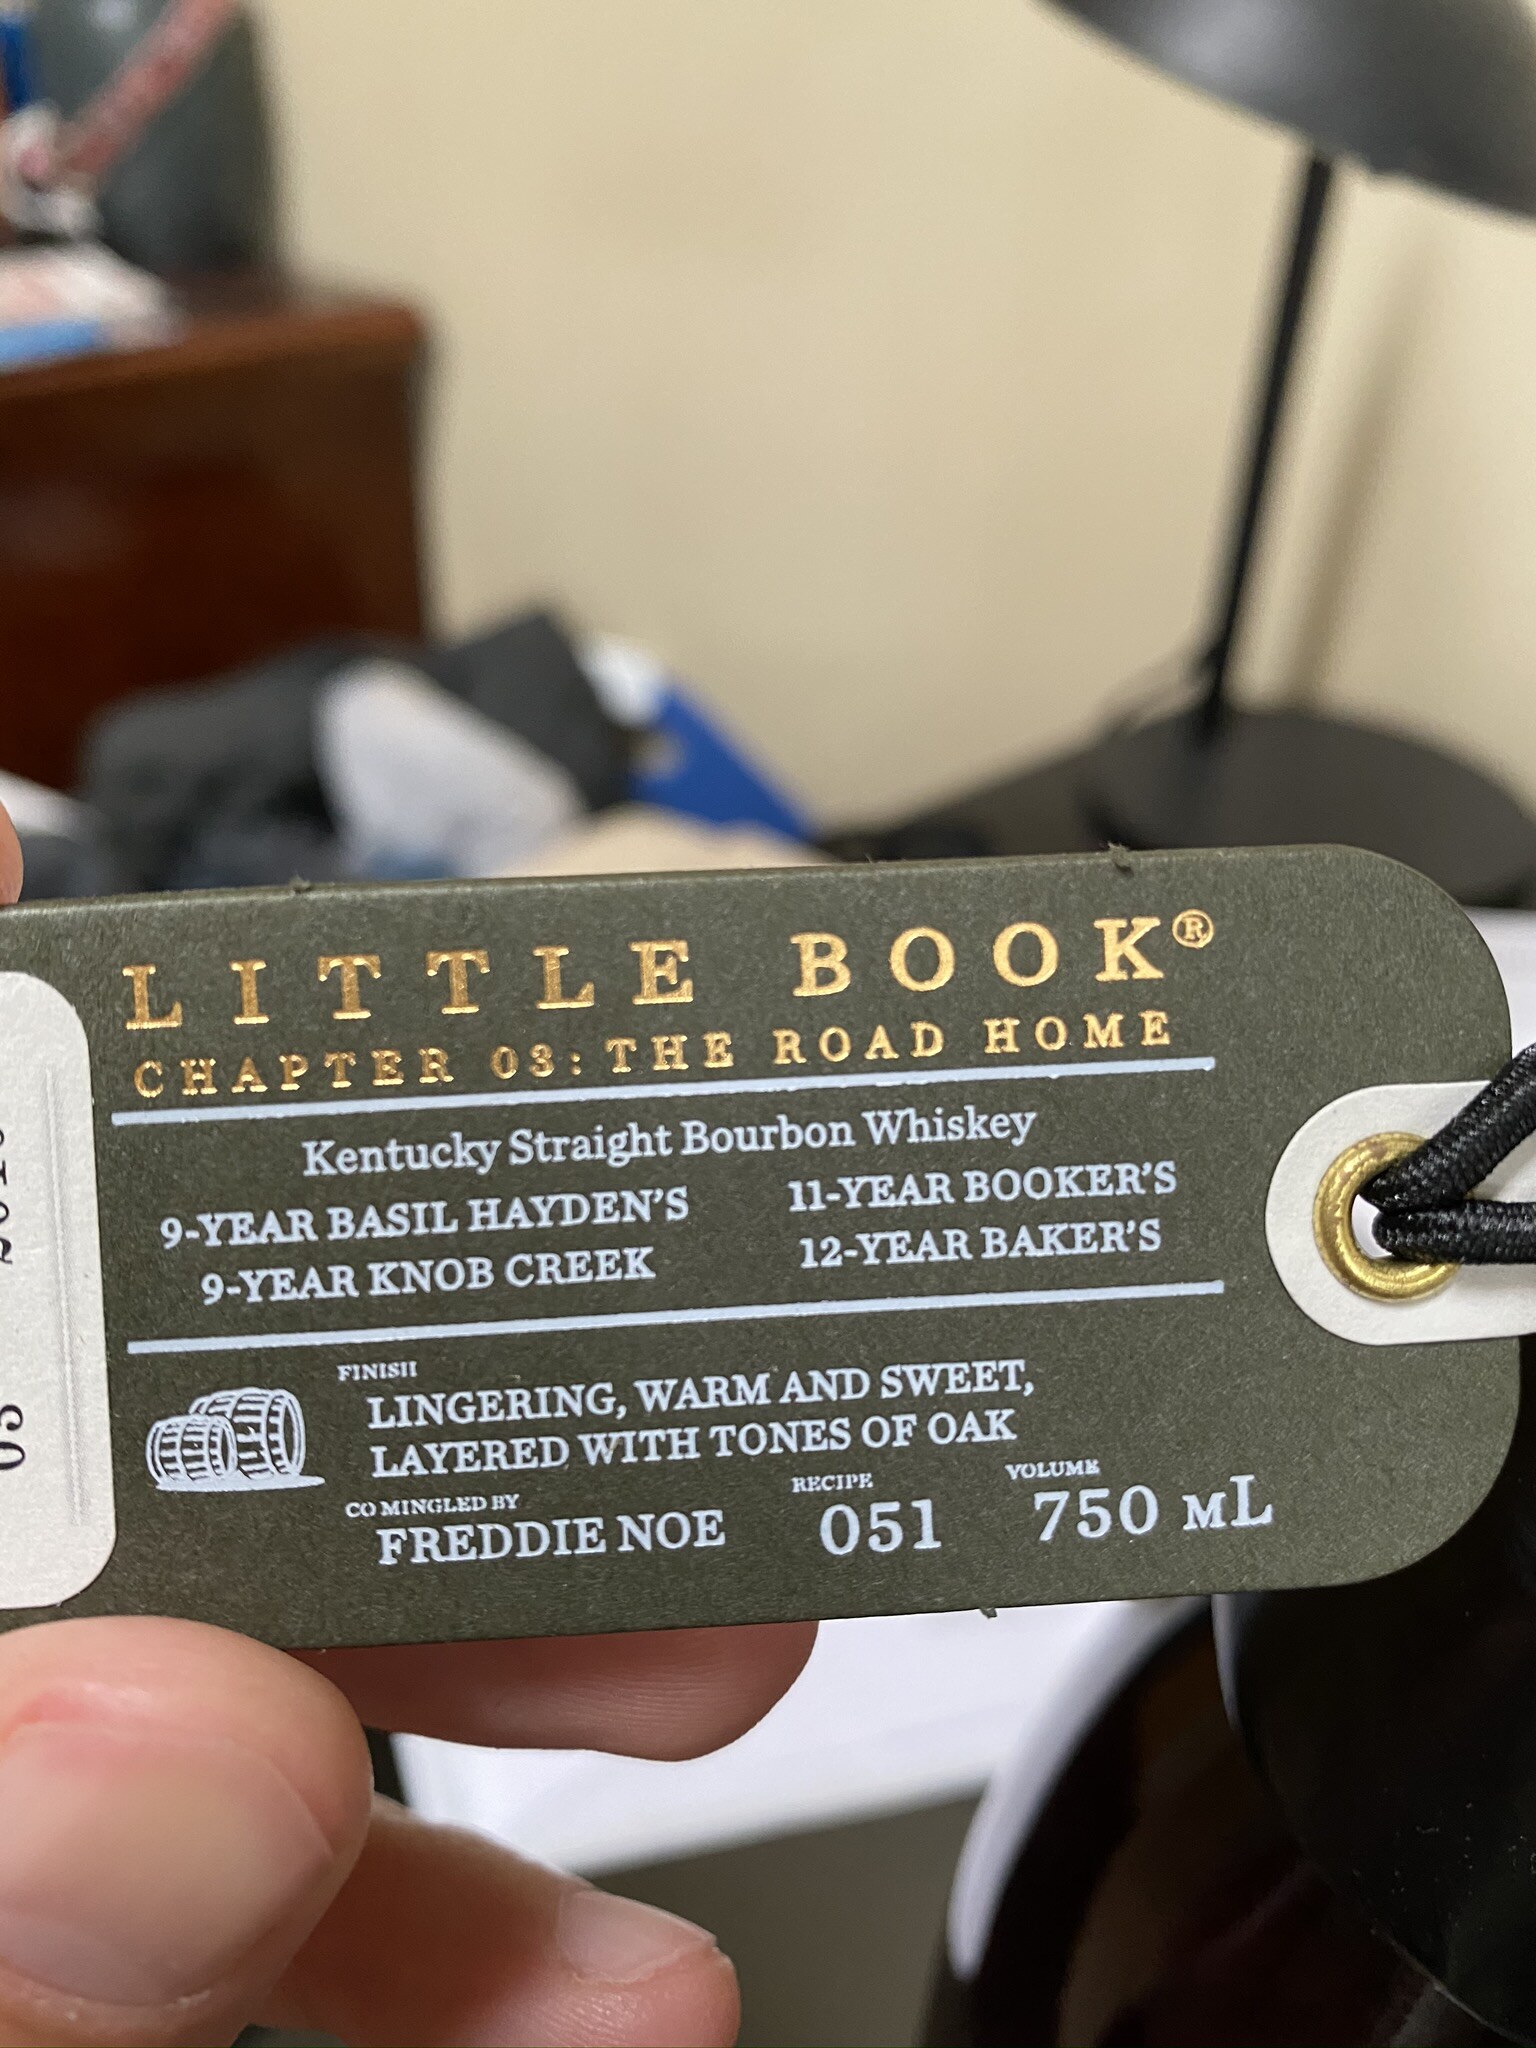 LITTLE BOOK®
CHAPTER 03: THE ROAD HOME
Kentucky Straight Bourbon Whiskey
9-YEAR BASIL HAYDEN'S
11-YEAR BOOKER'S
9-YEAR KNOB CREEK
12-YEAR BAKER'S
FINISH
LINGERING, WARM AND SWEET,
LAYERED WITH TONES OF OAK
COMINGLED BY
FREDDIE NOE
RECIPE
051
VOLUME
750 mL
03